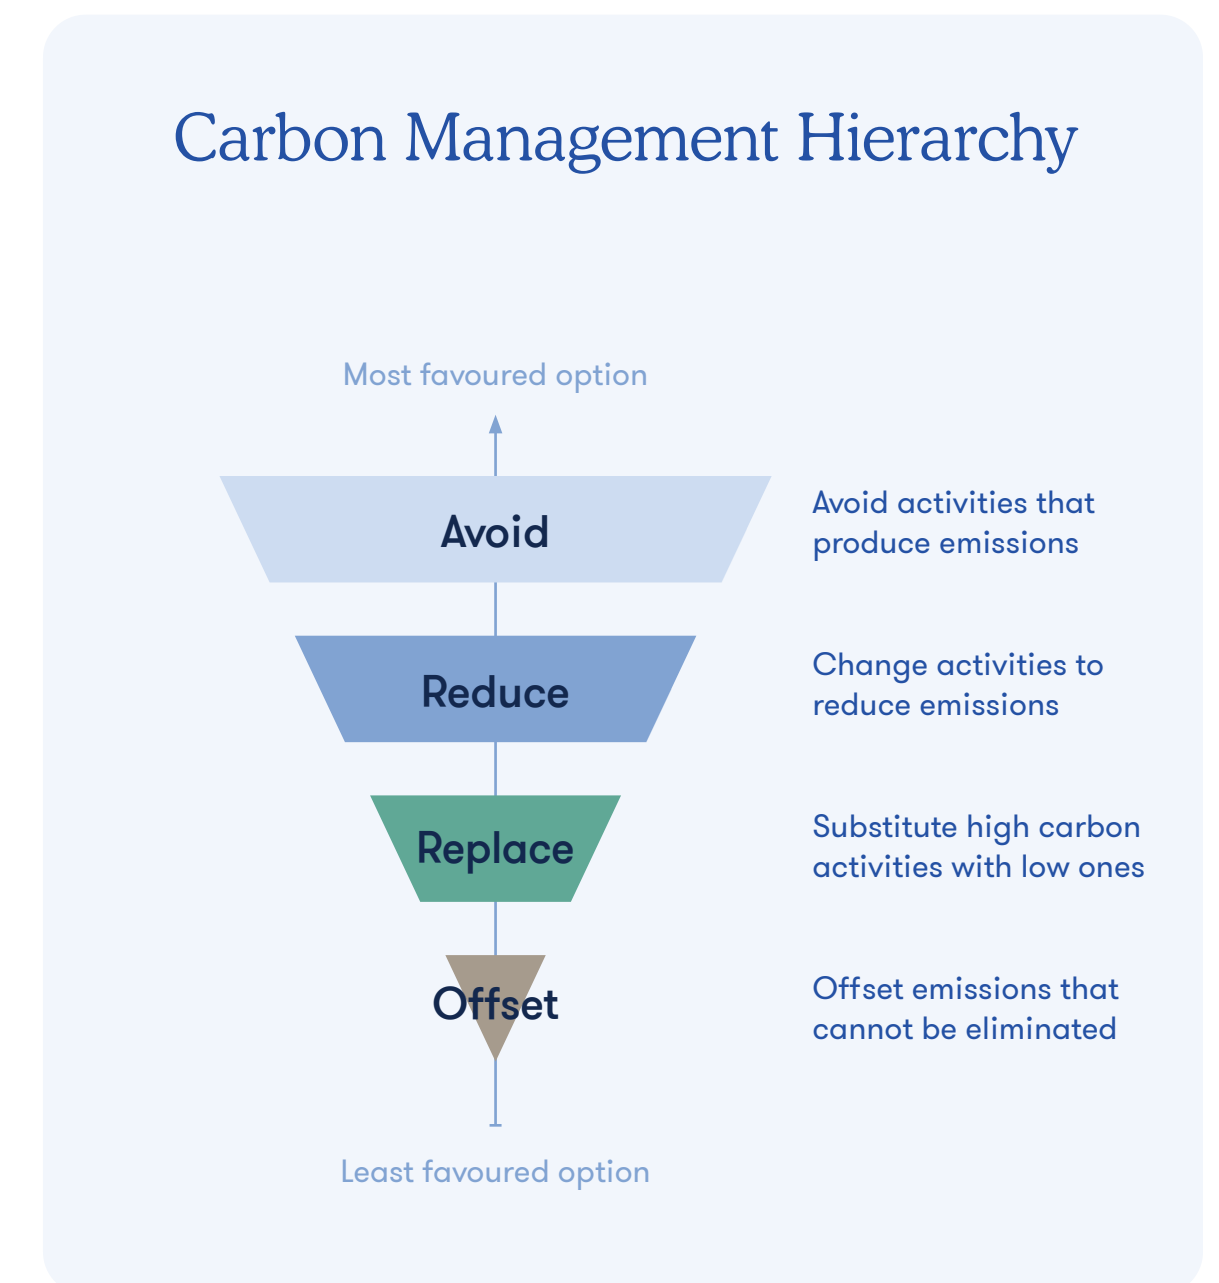 Carbon Management Hierarchy
Most favoured option
Avoid
Avoid activities that
produce emissions
Reduce
Change activities to
reduce emissions
Replace
Substitute high carbon
activities with low ones
Offset
Offset emissions that
cannot be eliminated
Least favoured option